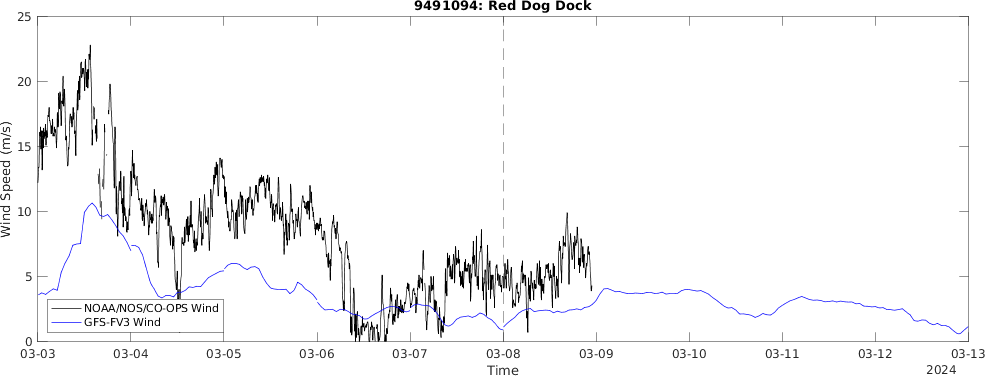 9491094: Red Dog Dock
25
20
15
10
5
0
Wind Speed (m/s)
NOAA/NOS/CO-OPS Wind
GFS-FV3 Wind
03-03 03-04 03-05 03-06 03-07 03-08 03-09 03-10 03-11 03-12 03-13
Time
2024